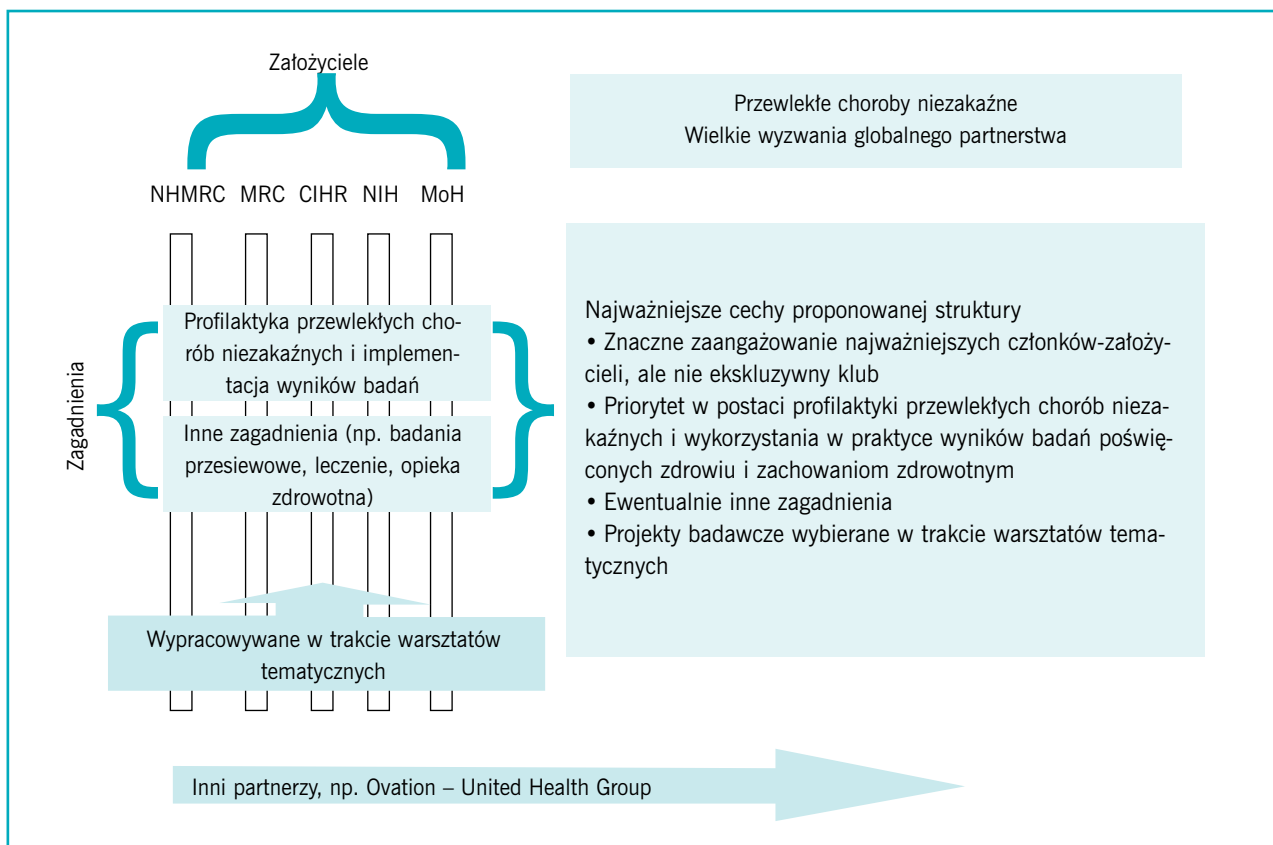 Założyciele
Przewlekłe choroby niezakaźne
Wielkie wyzwania globalnego partnerstwa
NHMRC MRC CIHR NIH MoH
Zagadnienia
Profilaktyka przewlekłych cho-
rób niezakaźnych i implemen-
tacja wyników badań
Inne zagadnienia (np. badania
przesiewowe, leczenie, opieka
zdrowotna)
Wypracowywane w trakcie warsztatów
tematycznych
Najważniejsze cechy proponowanej struktury
• Znaczne zaangażowanie najważniejszych członków-założy-
cieli, ale nie ekskluzywny klub
• Priorytet w postaci profilaktyki przewlekłych chorób nieza-
kaźnych i wykorzystania w praktyce wyników badań poświę-
conych zdrowiu i zachowaniom zdrowotnym
• Ewentualnie inne zagadnienia
• Projekty badawcze wybierane w trakcie warsztatów tema-
tycznych
Inni partnerzy, np. Ovation – United Health Group